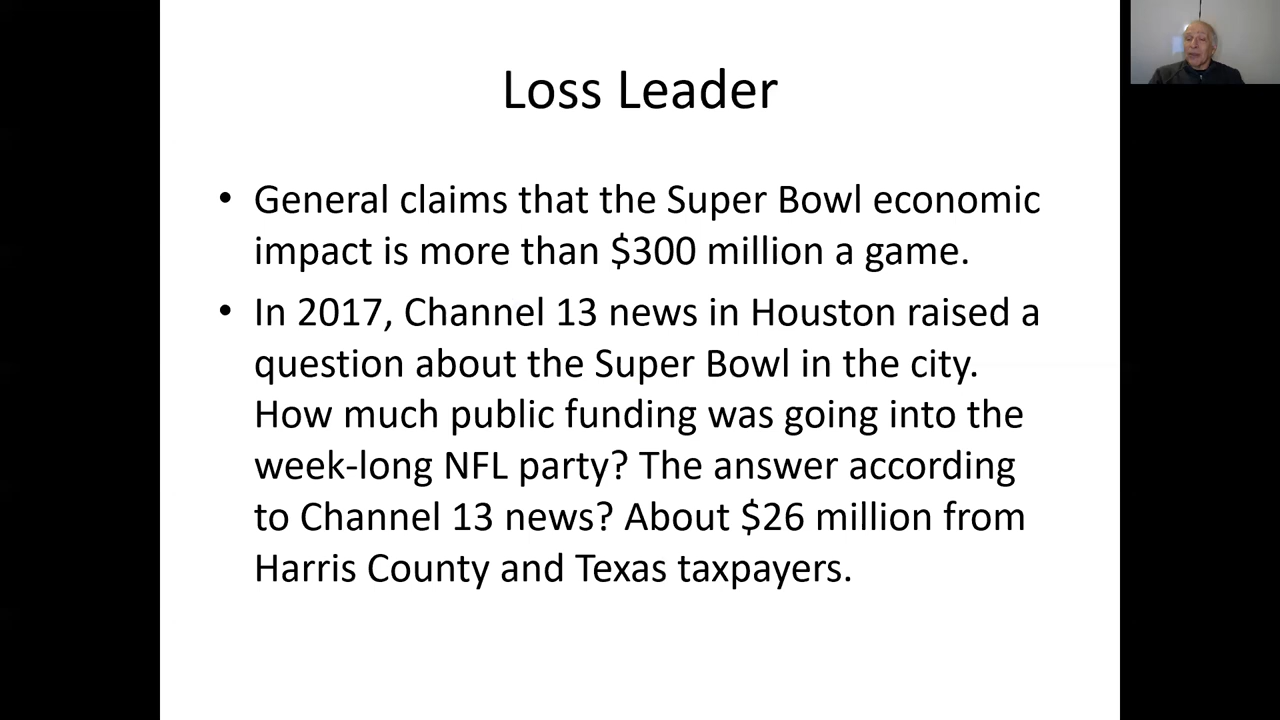 Loss Leader
• General claims that the Super Bowl economic
impact is more than $300 million a game.
• In 2017, Channel 13 news in Houston raised a
question about the Super Bowl in the city.
How much public funding was going into the
week-long NFL party? The answer according
to Channel 13 news? About $26 million from
Harris County and Texas taxpayers.